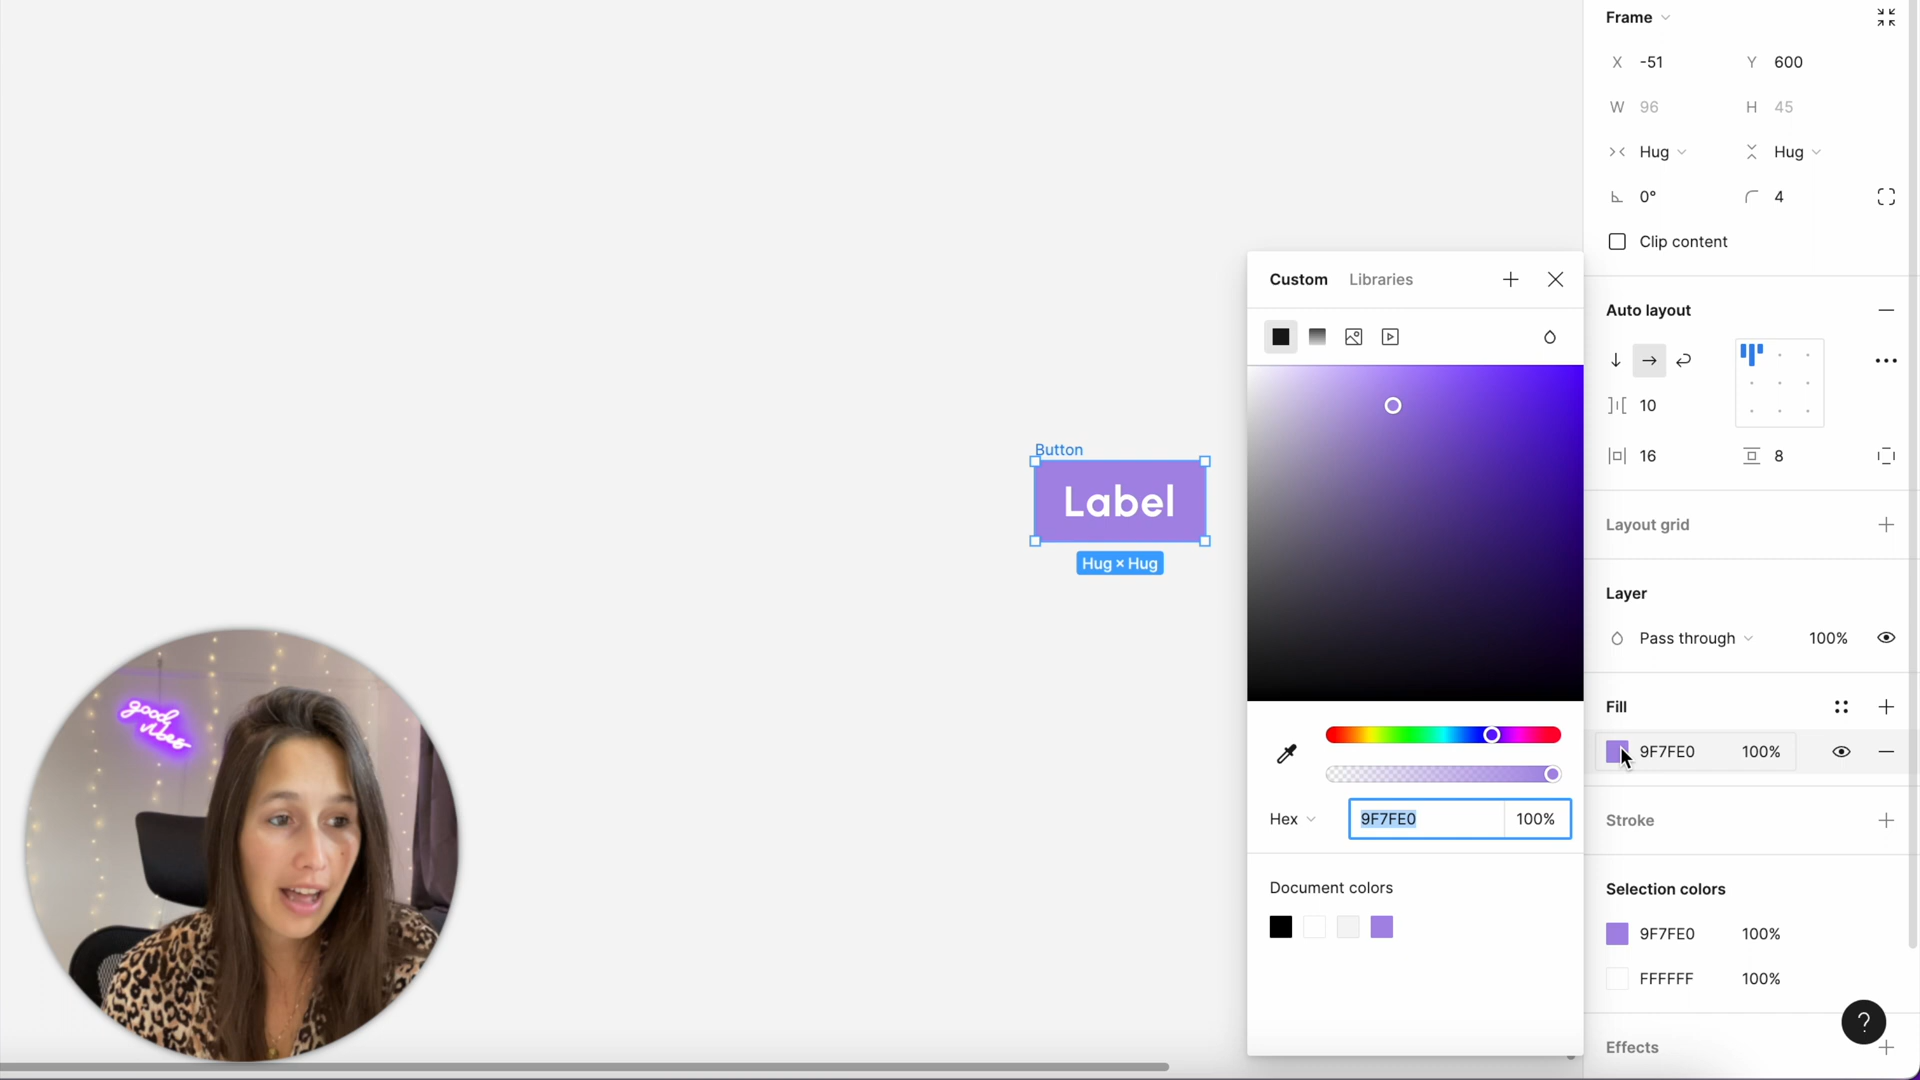 Frame
X -51 Y 600
W 96 H 45
Hug Hug
0° 4
Clip content
Custom Libraries
Auto layout
10
16 8
Button
Label
Hug × Hug
Layout grid
Layer
Pass through 100%
good
vibes
Fill
9F7FE0 100%
Hex 9F7FE0 100%
Stroke
Document colors
Selection colors
9F7FE0 100%
FFFFFF 100%
?
Effects